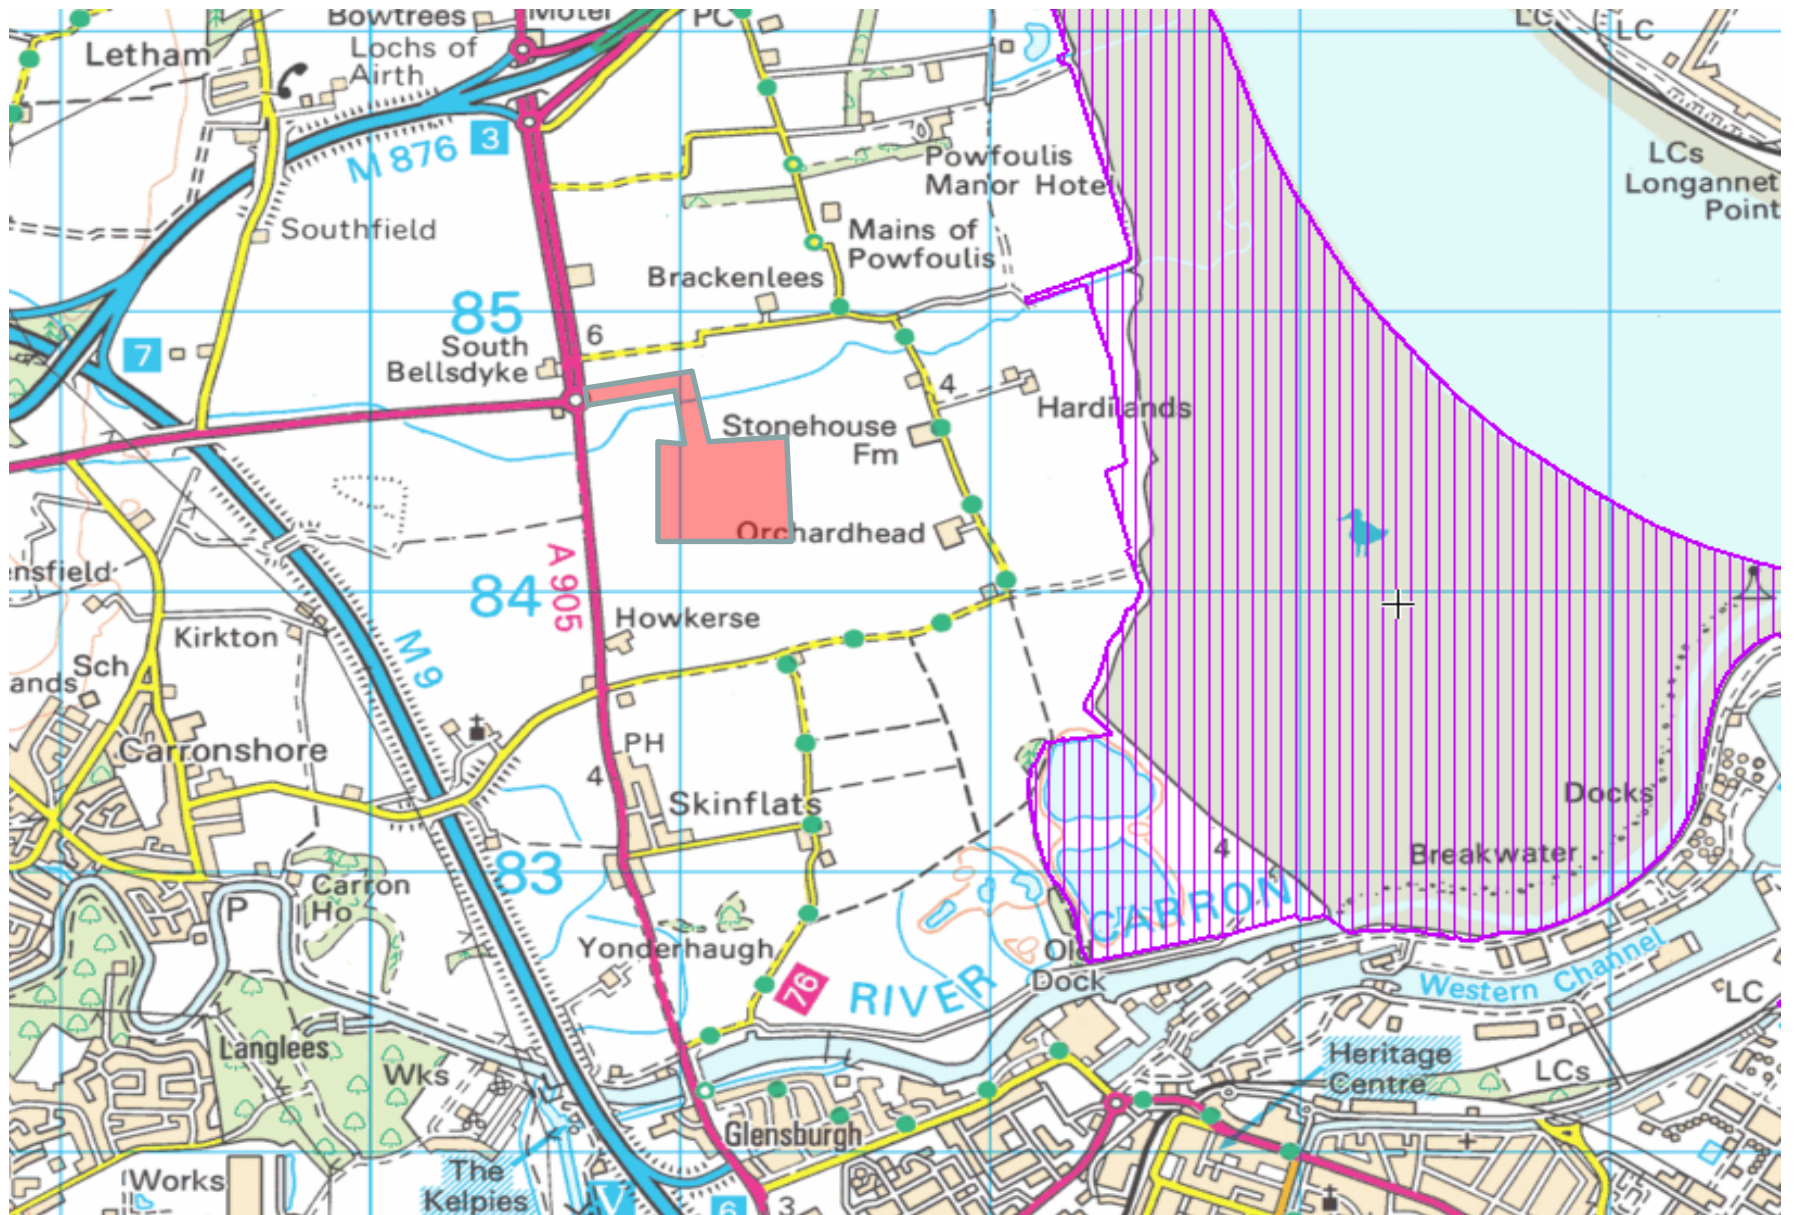 Bowtrees
Motel
PC
LC
LC
Letham
Lochs of
Airth
M 876
3
Powfoulis
Manor Hotel
LCs
Longannet
Point
Southfield
Mains of
Powfoulis
Brackenlees
85
6
South
Bellsdyke
7
4
Hardilands
Stonehouse
Fm
Orchardhead
A 905
84
ensfield
Howkerse
Kirkton
M 9
Sch
ands
Carronshore
PH
4
Skinflats
Docks
Breakwater
4
83
Carron
Ho
P
CARRON
Yonderhaugh
Old
Dock
76
RIVER
Western Channel
LC
Langlees
Wks
Heritage
Centre
LCs
Glensburgh
The
Kelpies
Works
V
6
3